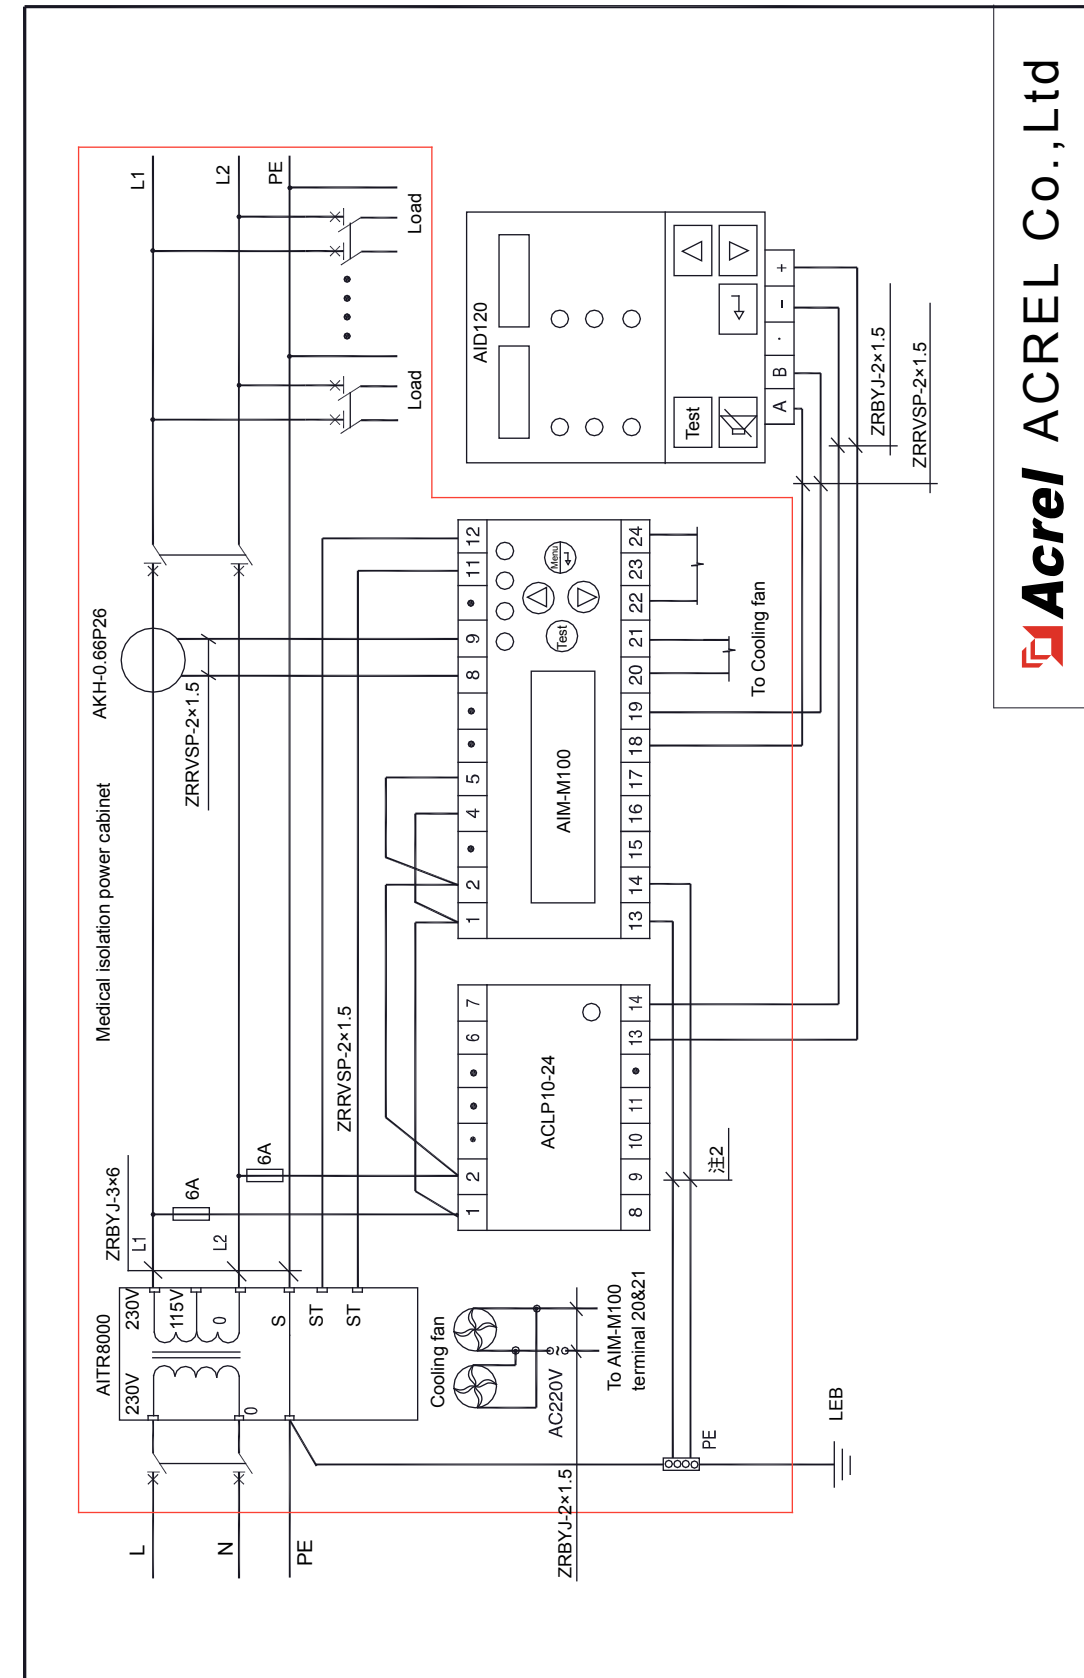 Acrel ACREL Co.,Ltd
Medical isolation power cabinet
AKH-0.66P26
L1
L2
PE
Load
Load
ZRBYJ-3×6
L1
L2
6A
6A
ZRRVSP-2×1.5
ZRRVSP-2×1.5
AITR8000
230V
230V
115V
0
0
S
ST
ST
L
N
PE
Cooling fan
AC220V
To AIM-M100
terminal 20&21
ZRBYJ-2×1.5
PE
LEB
注2
1 2 6 7
ACLP10-24
8 9 10 11 13 14
1 2 4 5 8 9 11 12
AIM-M100
Test
Menu
13 14 15 16 17 18 19 20 21 22 23 24
To Cooling fan
AID120
Test
A B · − +
ZRBYJ-2×1.5
ZRRVSP-2×1.5